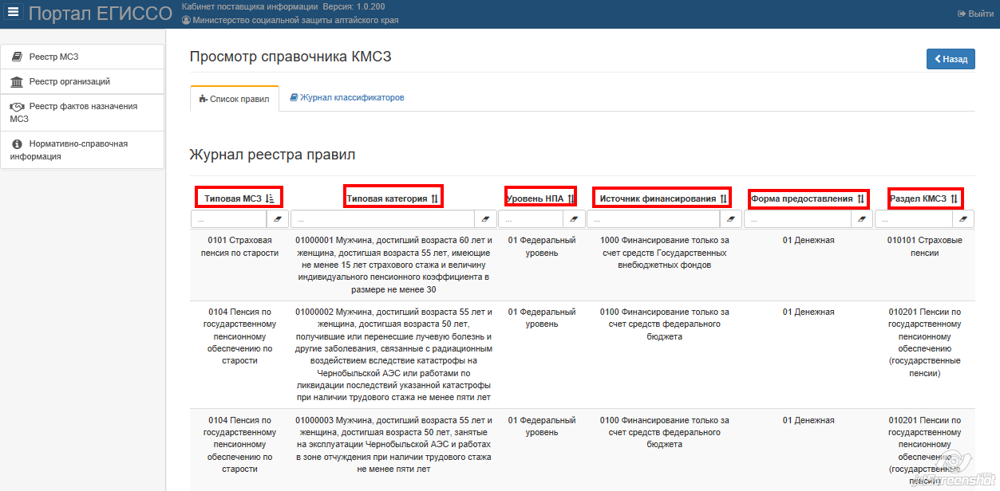 Портал ЕГИССО
Кабинет поставщика информации Версия: 1.0.200
Министерство социальной защиты алтайского края
Выйти
Реестр МСЗ
Реестр организаций
Реестр фактов назначения
МСЗ
Нормативно-справочная
информация
Просмотр справочника КМСЗ
Назад
Список правил
Журнал классификаторов
Журнал реестра правил
Типовая МСЗ
Типовая категория
Уровень НПА
Источник финансирования
Форма предоставления
Раздел КМСЗ
...
...
...
...
...
...
0101 Страховая
пенсия по старости
01000001 Мужчина, достигший возраста 60 лет и
женщина, достигшая возраста 55 лет, имеющие
не менее 15 лет страхового стажа и величину
индивидуального пенсионного коэффициента в
размере не менее 30
01 Федеральный
уровень
1000 Финансирование только за
счет средств Государственных
внебюджетных фондов
01 Денежная
010101 Страховые
пенсии
0104 Пенсия по
государственному
пенсионному
обеспечению по
старости
01000002 Мужчина, достигший возраста 55 лет и
женщина, достигшая возраста 50 лет,
получившие или перенесшие лучевую болезнь и
другие заболевания, связанные с радиационным
воздействием вследствие катастрофы на
Чернобыльской АЭС или работами по
ликвидации последствий указанной катастрофы
при наличии трудового стажа не менее пяти лет
01 Федеральный
уровень
0100 Финансирование только за
счет средств федерального
бюджета
01 Денежная
010201 Пенсии по
государственному
пенсионному
обеспечению
(государственные
пенсии)
0104 Пенсия по
государственному
пенсионному
обеспечению по
старости
01000003 Мужчина, достигший возраста 55 лет и
женщина, достигшая возраста 50 лет, занятые
на эксплуатации Чернобыльской АЭС и работах
в зоне отчуждения при наличии трудового стажа
не менее пяти лет
01 Федеральный
уровень
0100 Финансирование только за
счет средств федерального
бюджета
01 Денежная
010201 Пенсии по
государственному
пенсионному
обеспечению
(государственные
пенсии)